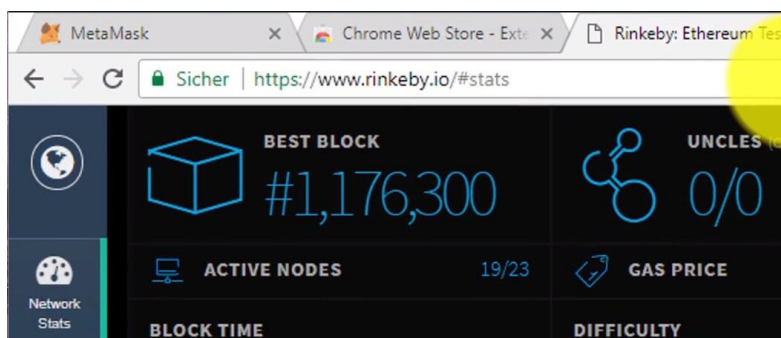 MetaMask
Chrome Web Store - Exte
Rinkeby: Ethereum Tes
Sicher
https://www.rinkeby.io/#stats
BEST BLOCK
#1,176,300
UNCLES
0/0
ACTIVE NODES
19/23
GAS PRICE
Network
Stats
BLOCK TIME
DIFFICULTY